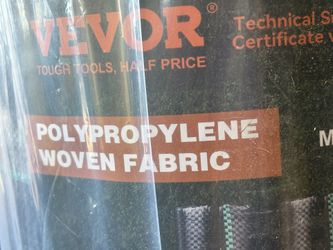 VEVOR®
TOUGH TOOLS, HALF PRICE
Technical
Certificate
POLYPROPYLENE
WOVEN FABRIC